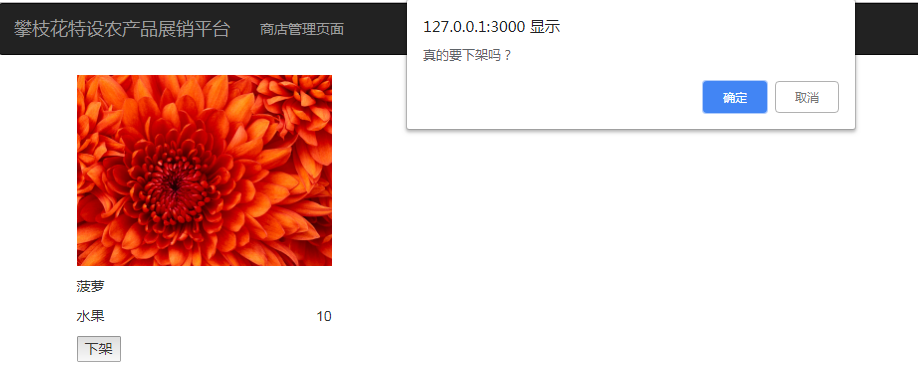 攀枝花特设农产品展销平台
商店管理页面
127.0.0.1:3000 显示
真的要下架吗？
确定
取消
菠萝
水果
10
下架